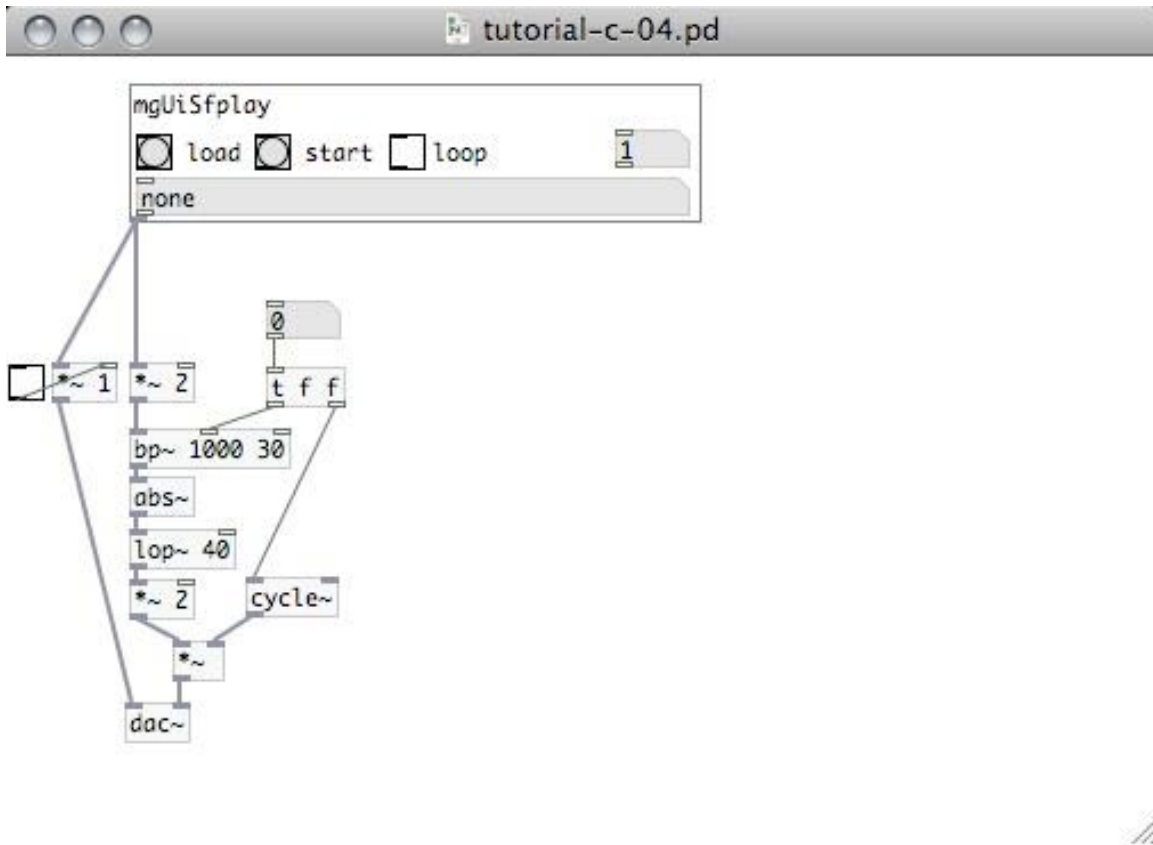 tutorial-c-04.pd
mgUiSfplay
load start loop 1
none
0
*~ 1 *~ 2 t f f
bp~ 1000 30
abs~
lop~ 40
*~ 2 cycle~
*~
dac~